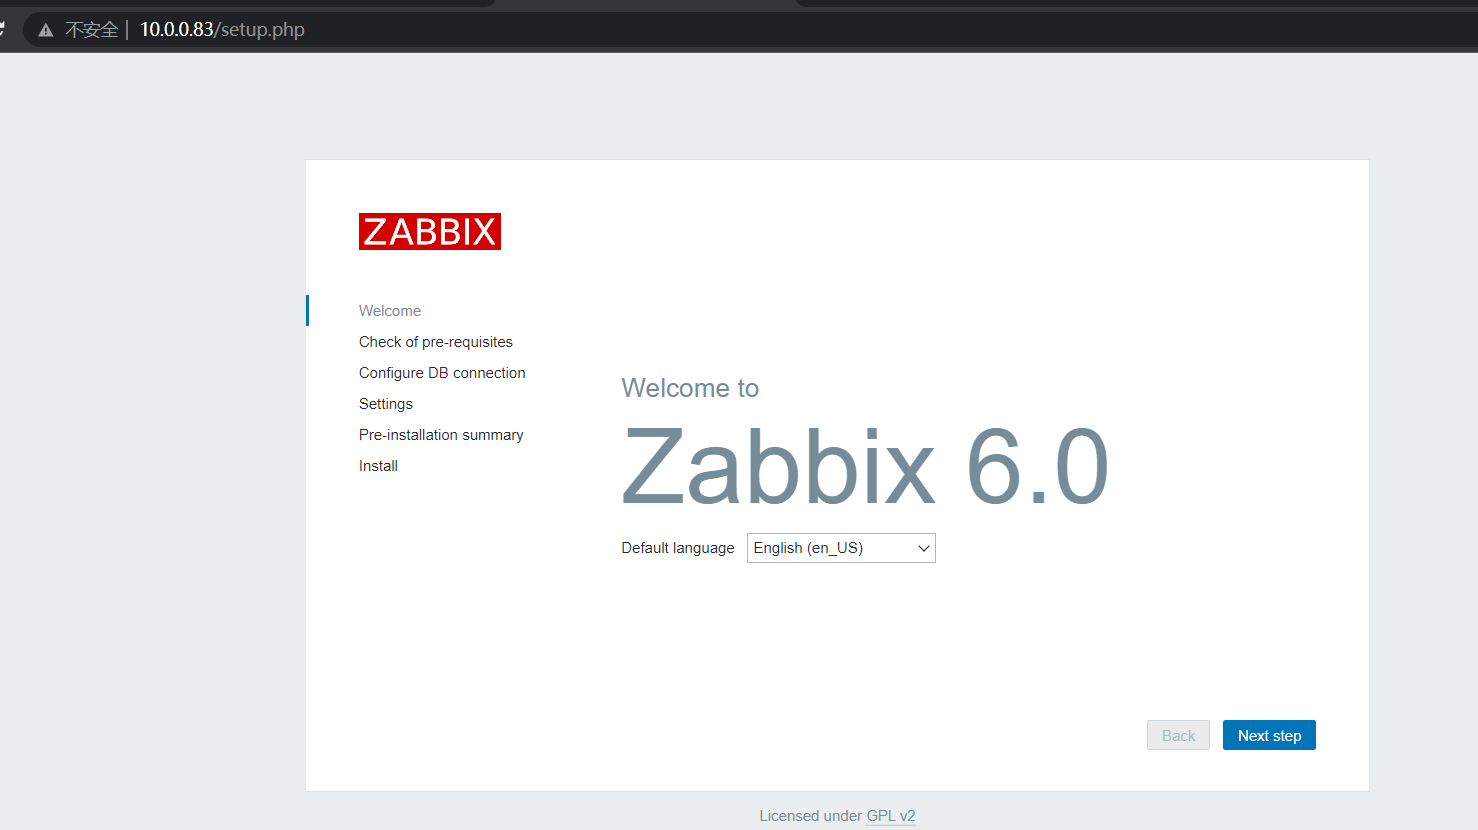 不安全 | 10.0.0.83/setup.php
ZABBIX
Welcome
Check of pre-requisites
Configure DB connection
Settings
Pre-installation summary
Install
Welcome to
Zabbix 6.0
Default language English (en_US)
Back Next step
Licensed under GPL v2